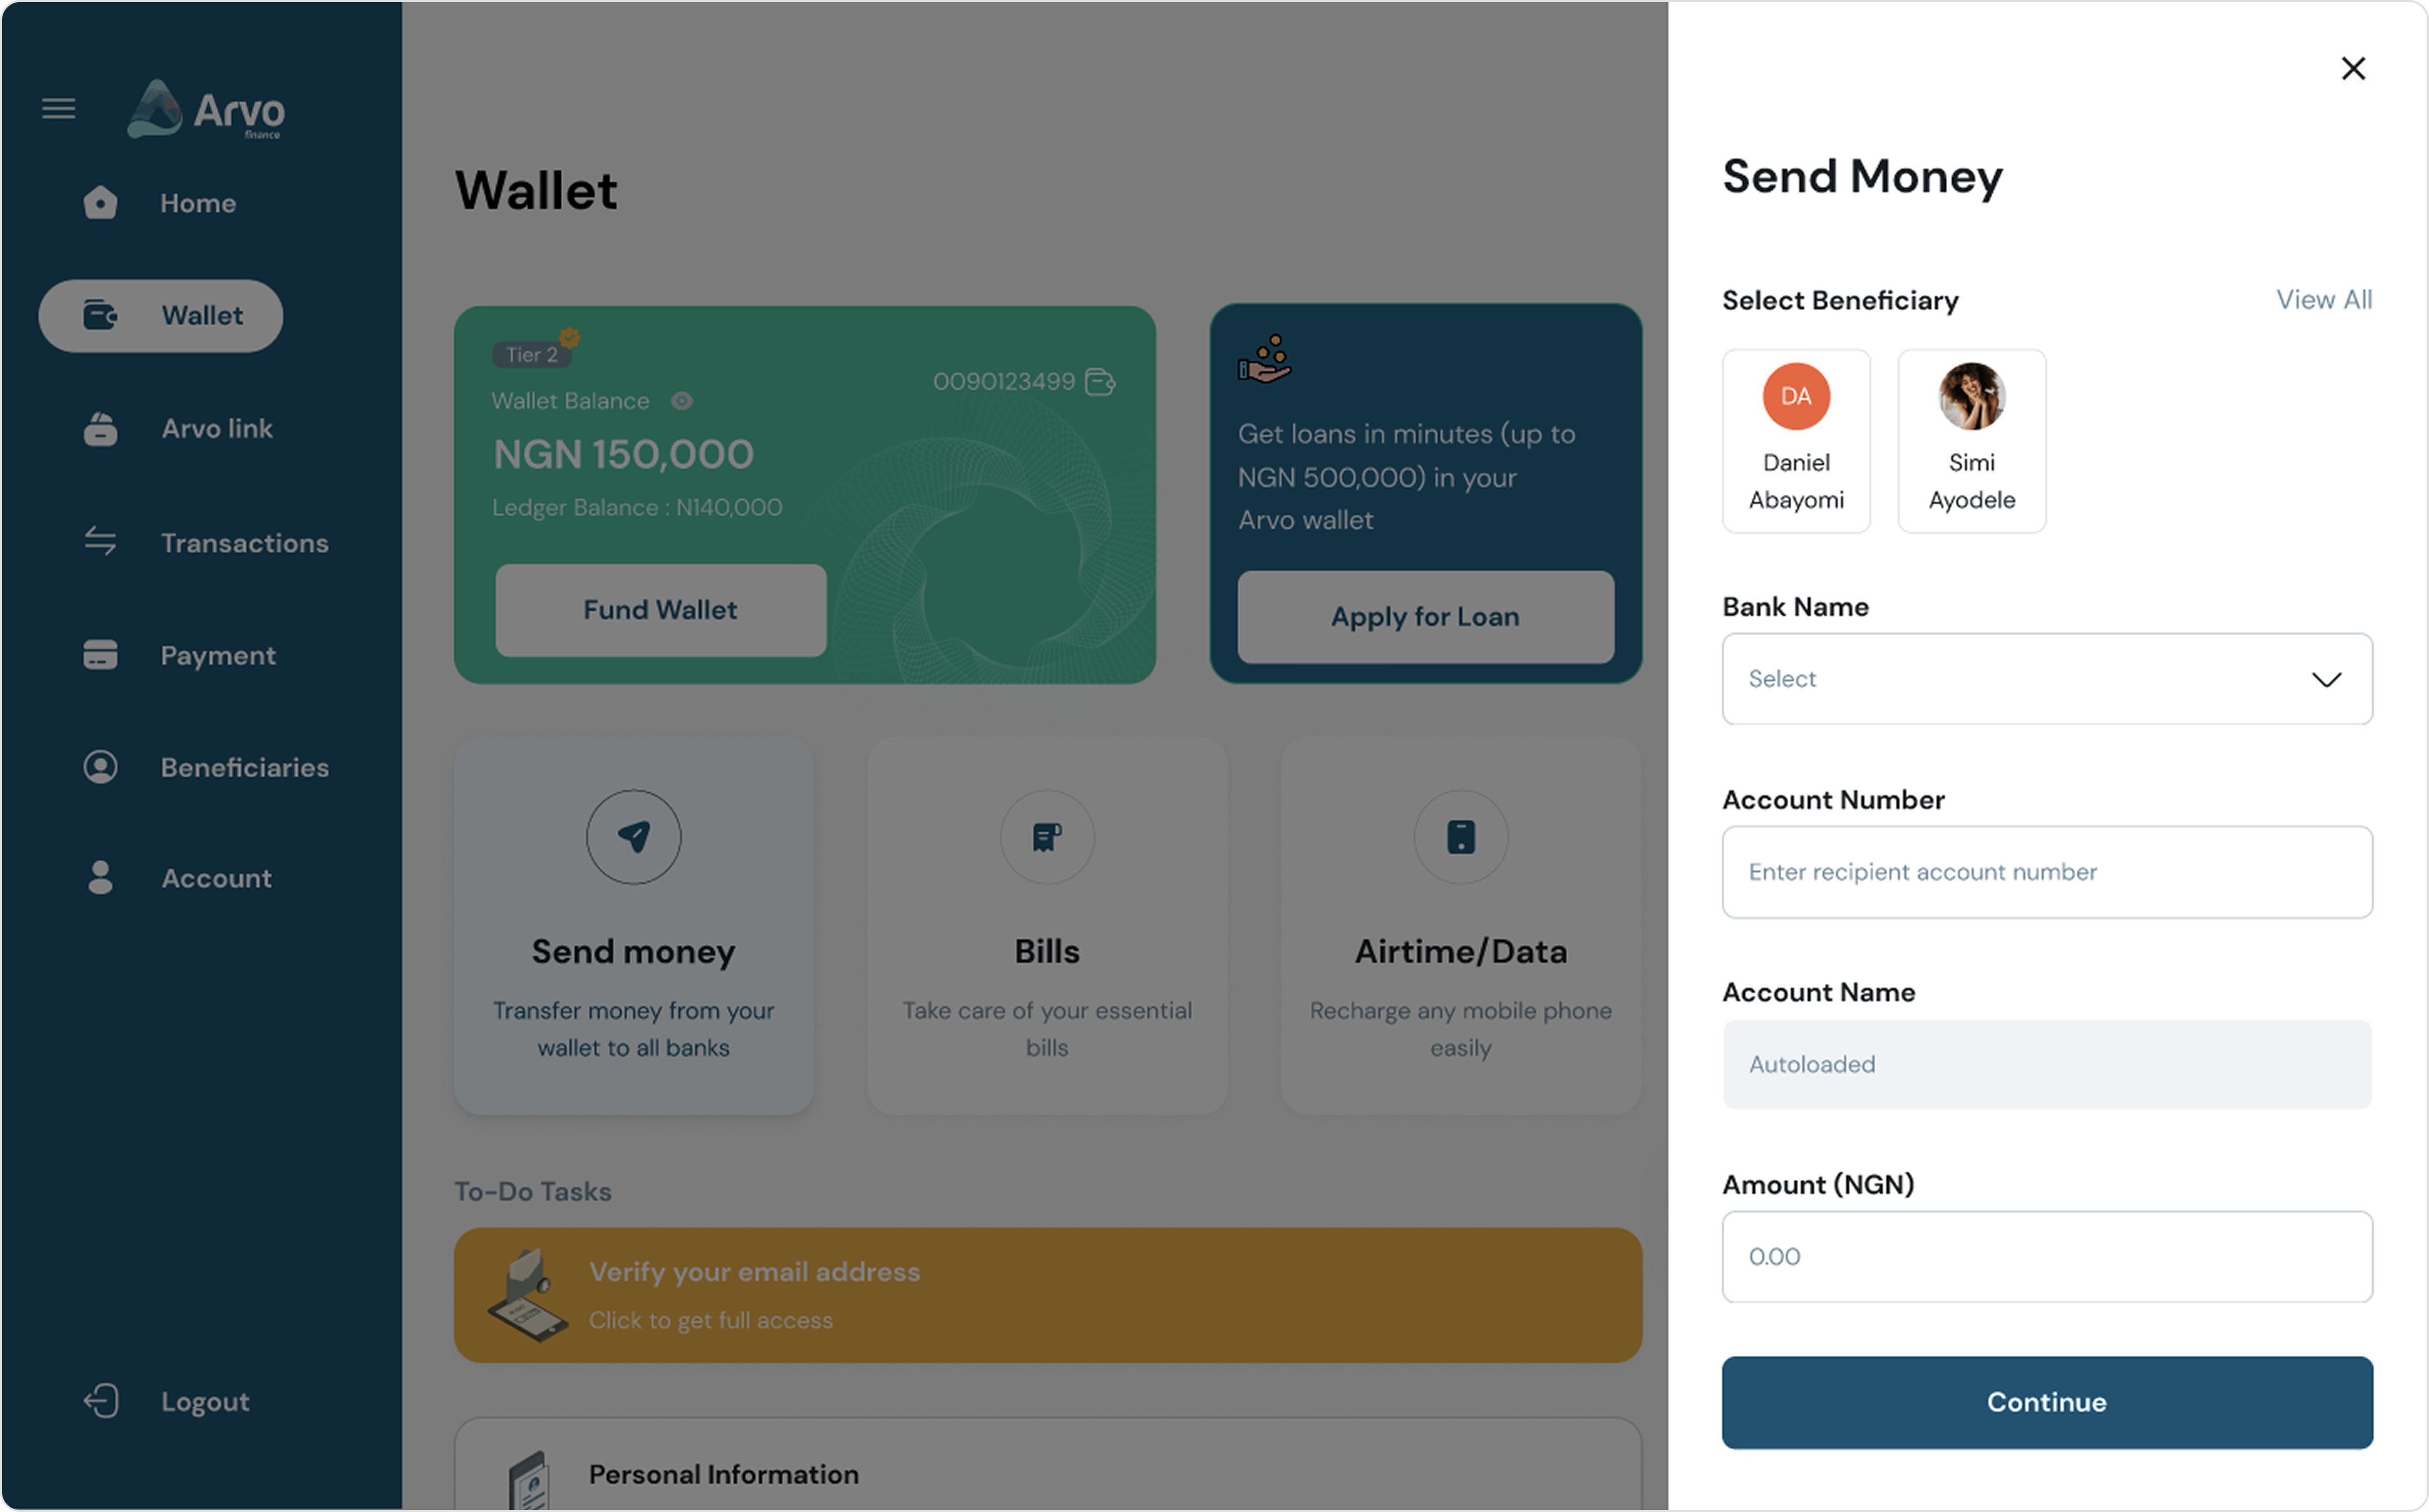 Arvo
finance
Home
Wallet
Arvo link
Transactions
Payment
Beneficiaries
Account
Logout
Wallet
Tier 2
Wallet Balance
0090123499
NGN 150,000
Ledger Balance : N140,000
Fund Wallet
Get loans in minutes (up to
NGN 500,000) in your
Arvo wallet
Apply for Loan
Send money
Transfer money from your
wallet to all banks
Bills
Take care of your essential
bills
Airtime/Data
Recharge any mobile phone
easily
To-Do Tasks
Verify your email address
Click to get full access
Personal Information
Send Money
Select Beneficiary
View All
DA
Daniel
Abayomi
Simi
Ayodele
Bank Name
Select
Account Number
Enter recipient account number
Account Name
Autoloaded
Amount (NGN)
0.00
Continue